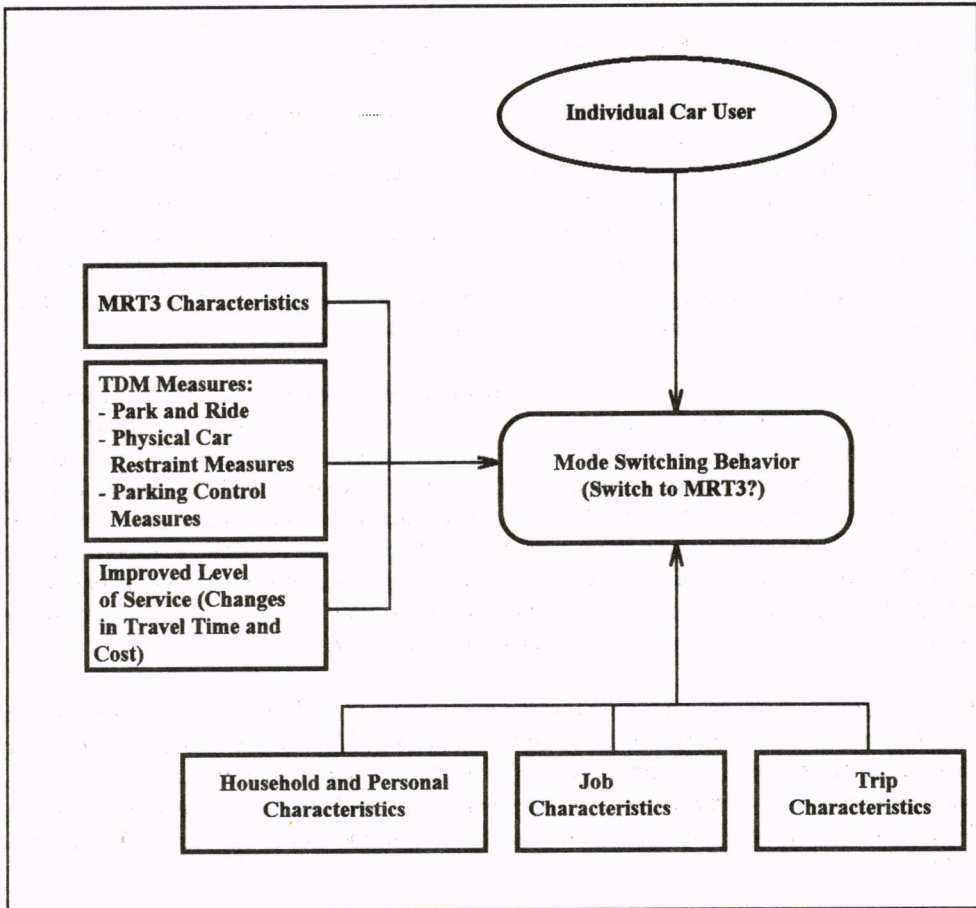 Individual Car User
MRT3 Characteristics
TDM Measures:
- Park and Ride
- Physical Car
Restraint Measures
- Parking Control
Measures
Improved Level
of Service (Changes
in Travel Time and
Cost)
Mode Switching Behavior
(Switch to MRT3?)
Household and Personal
Characteristics
Job
Characteristics
Trip
Characteristics